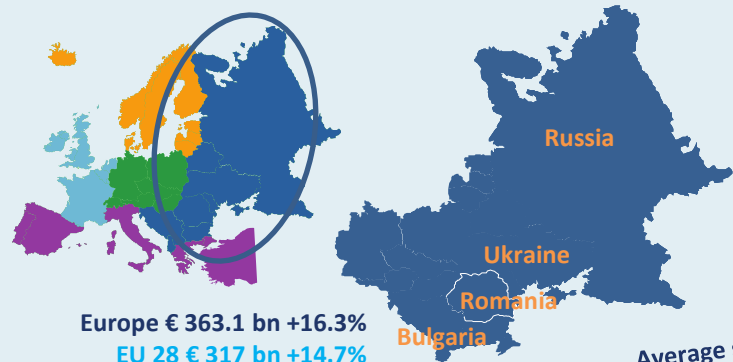 Russia
Ukraine
Romania
Bulgaria
Europe € 363.1 bn +16.3%
EU 28 € 317 bn +14.7%
Average